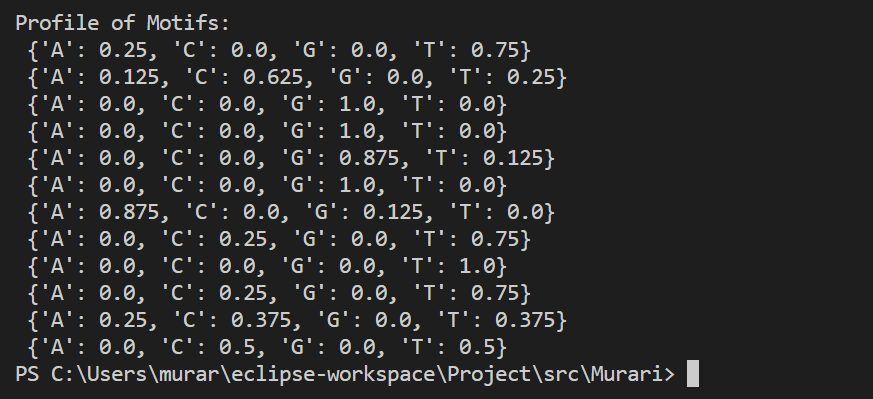 Profile of Motifs:
{'A': 0.25, 'C': 0.0, 'G': 0.0, 'T': 0.75}
{'A': 0.125, 'C': 0.625, 'G': 0.0, 'T': 0.25}
{'A': 0.0, 'C': 0.0, 'G': 1.0, 'T': 0.0}
{'A': 0.0, 'C': 0.0, 'G': 1.0, 'T': 0.0}
{'A': 0.0, 'C': 0.0, 'G': 0.875, 'T': 0.125}
{'A': 0.0, 'C': 0.0, 'G': 1.0, 'T': 0.0}
{'A': 0.875, 'C': 0.0, 'G': 0.125, 'T': 0.0}
{'A': 0.0, 'C': 0.25, 'G': 0.0, 'T': 0.75}
{'A': 0.0, 'C': 0.0, 'G': 0.0, 'T': 1.0}
{'A': 0.0, 'C': 0.25, 'G': 0.0, 'T': 0.75}
{'A': 0.25, 'C': 0.375, 'G': 0.0, 'T': 0.375}
{'A': 0.0, 'C': 0.5, 'G': 0.0, 'T': 0.5}
PS C:\Users\murar\eclipse-workspace\Project\src\Murari>